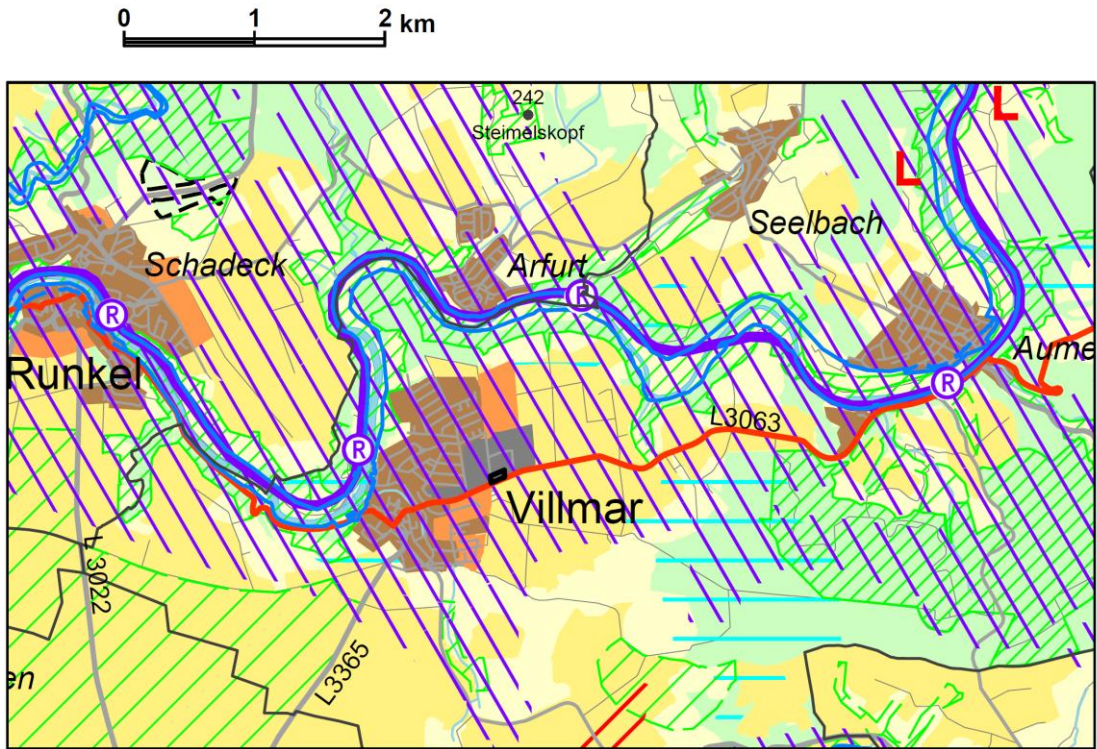 0 1 2 km
242
Steimelskopf
L
L
Seelbach
Schadeck
Arfurt
R
R
Aume
Runkel
R
L3063
R
Villmar
L 3022
L3365
en